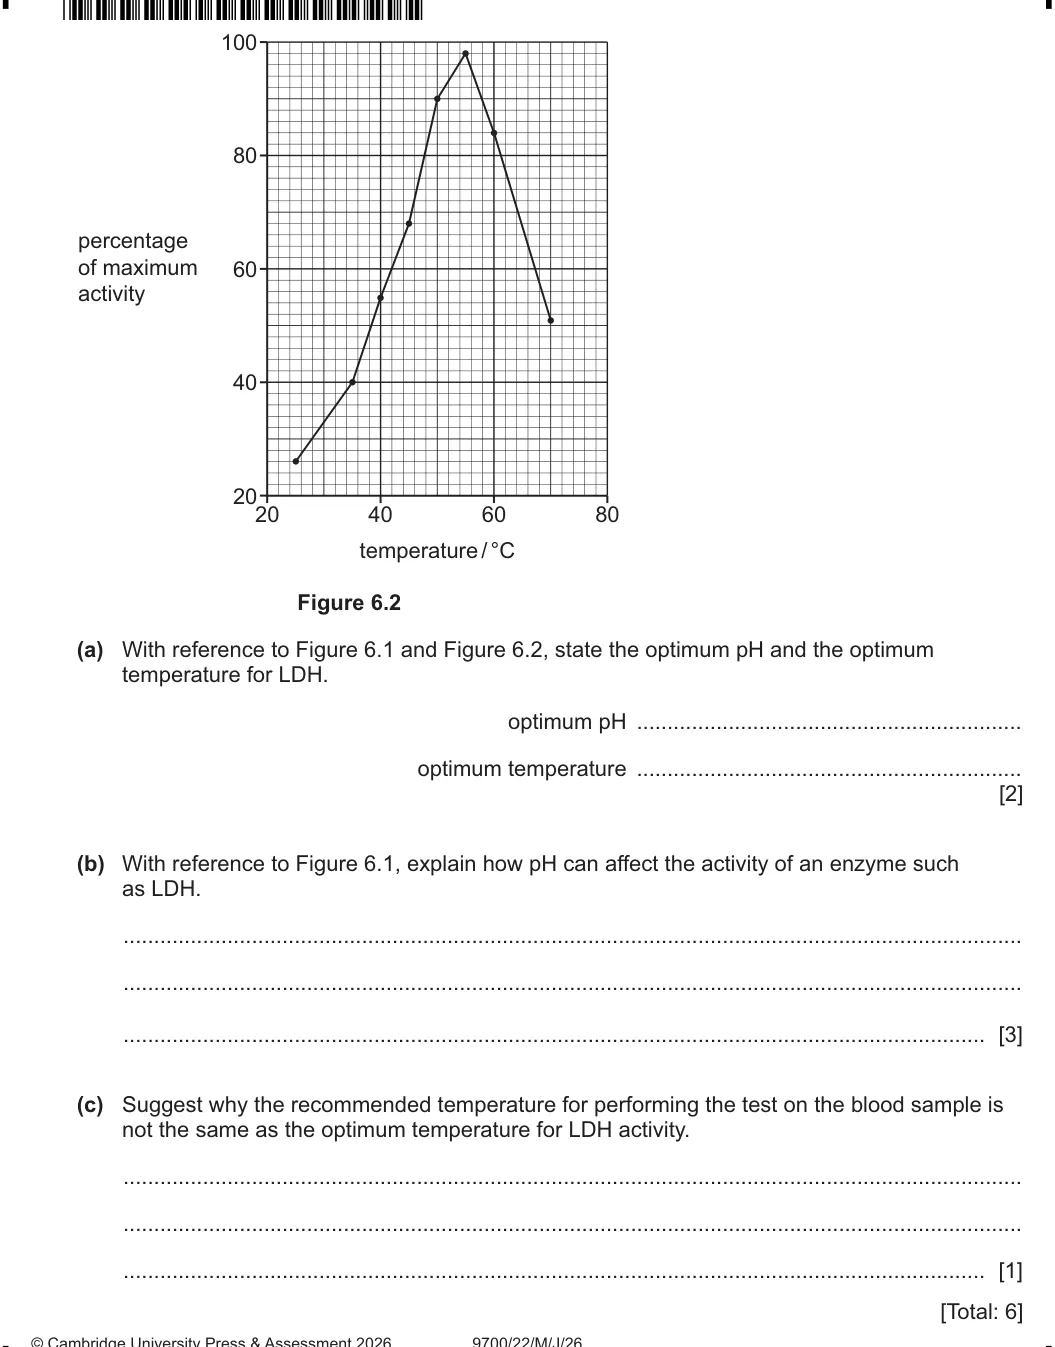 100
80
percentage
of maximum
activity
60
40
20
20 40 60 80
temperature / °C
Figure 6.2
(a) With reference to Figure 6.1 and Figure 6.2, state the optimum pH and the optimum
temperature for LDH.
optimum pH ................................................................
optimum temperature ................................................................
[2]
(b) With reference to Figure 6.1, explain how pH can affect the activity of an enzyme such
as LDH.
....................................................................................................................................................
....................................................................................................................................................
.............................................................................................................................................. [3]
(c) Suggest why the recommended temperature for performing the test on the blood sample is
not the same as the optimum temperature for LDH activity.
....................................................................................................................................................
....................................................................................................................................................
.............................................................................................................................................. [1]
[Total: 6]
© Cambridge University Press & Assessment 2026 9700/22/M/J/26